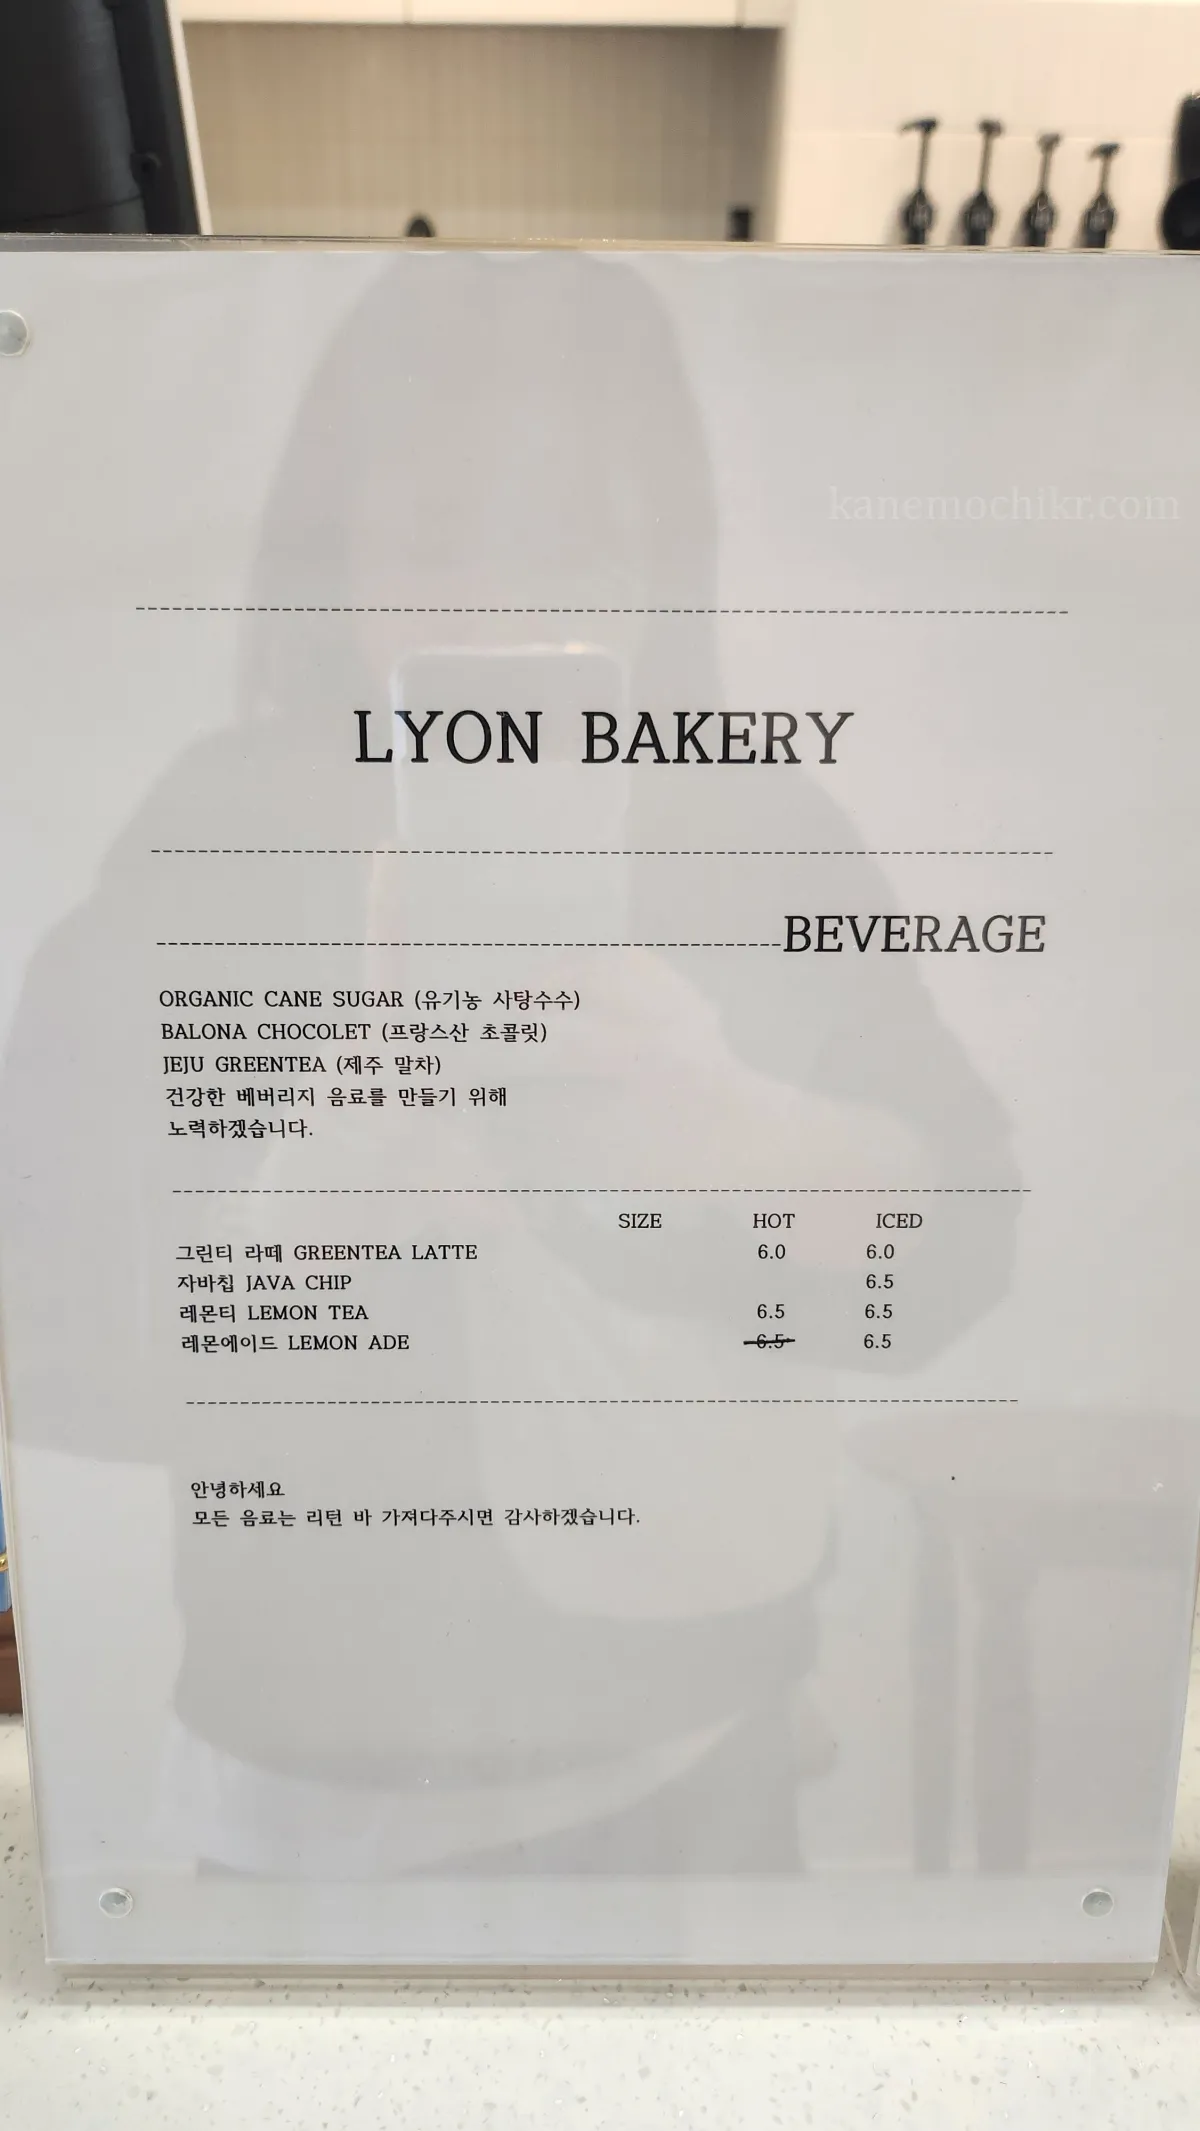 kanemochikr.com
LYON BAKERY
BEVERAGE
ORGANIC CANE SUGAR (유기농 사탕수수)
BALONA CHOCOLET (프랑스산 초콜릿)
JEJU GREENTEA (제주 말차)
건강한 베버리지 음료를 만들기 위해
노력하겠습니다.
SIZE HOT ICED
그린티 라떼 GREENTEA LATTE 6.0 6.0
자바칩 JAVA CHIP 6.5
레몬티 LEMON TEA 6.5 6.5
레몬에이드 LEMON ADE 6.5 6.5
안녕하세요
모든 음료는 리턴 바 가져다주시면 감사하겠습니다.